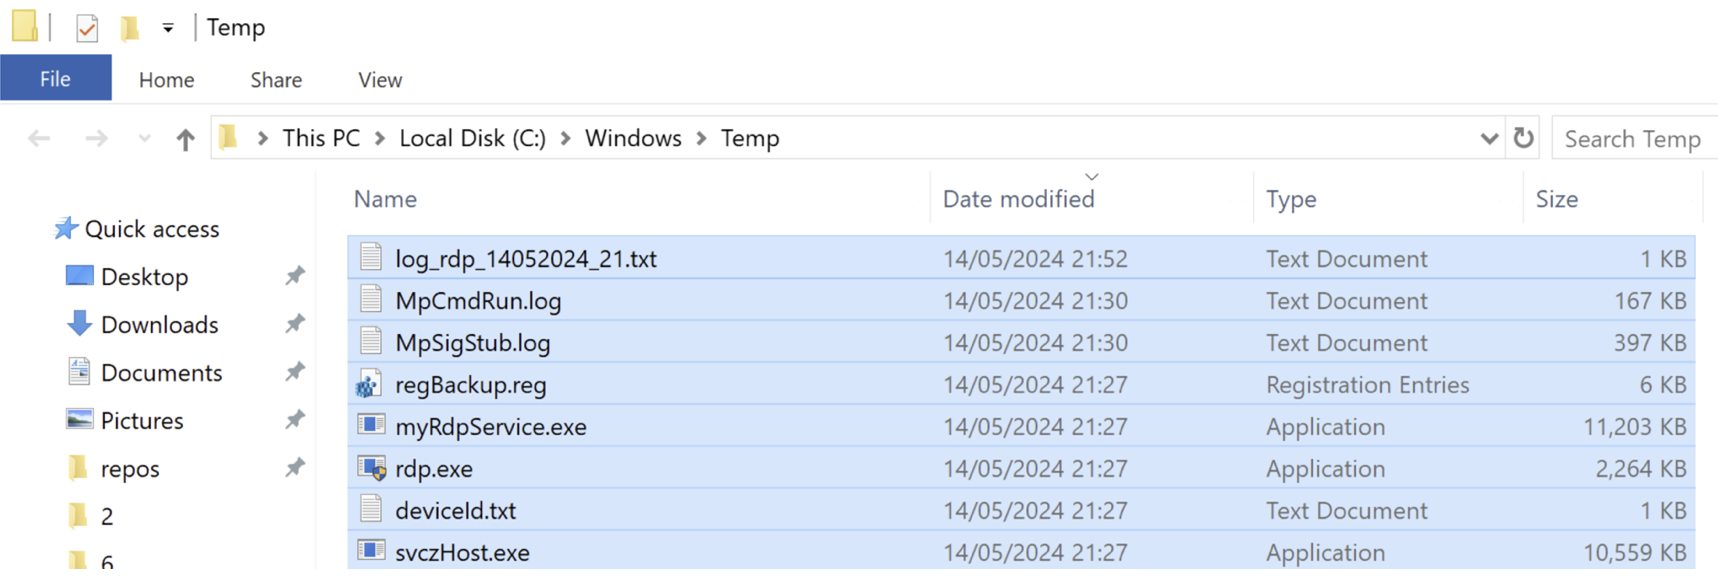 Temp
File Home Share View
This PC Local Disk (C:) Windows Temp Search Temp
Name Date modified Type Size
Quick access
Desktop
Downloads
Documents
Pictures
repos
2
6
log_rdp_14052024_21.txt 14/05/2024 21:52 Text Document 1 KB
MpCmdRun.log 14/05/2024 21:30 Text Document 167 KB
MpSigStub.log 14/05/2024 21:30 Text Document 397 KB
regBackup.reg 14/05/2024 21:27 Registration Entries 6 KB
myRdpService.exe 14/05/2024 21:27 Application 11,203 KB
rdp.exe 14/05/2024 21:27 Application 2,264 KB
deviceId.txt 14/05/2024 21:27 Text Document 1 KB
svczHost.exe 14/05/2024 21:27 Application 10,559 KB